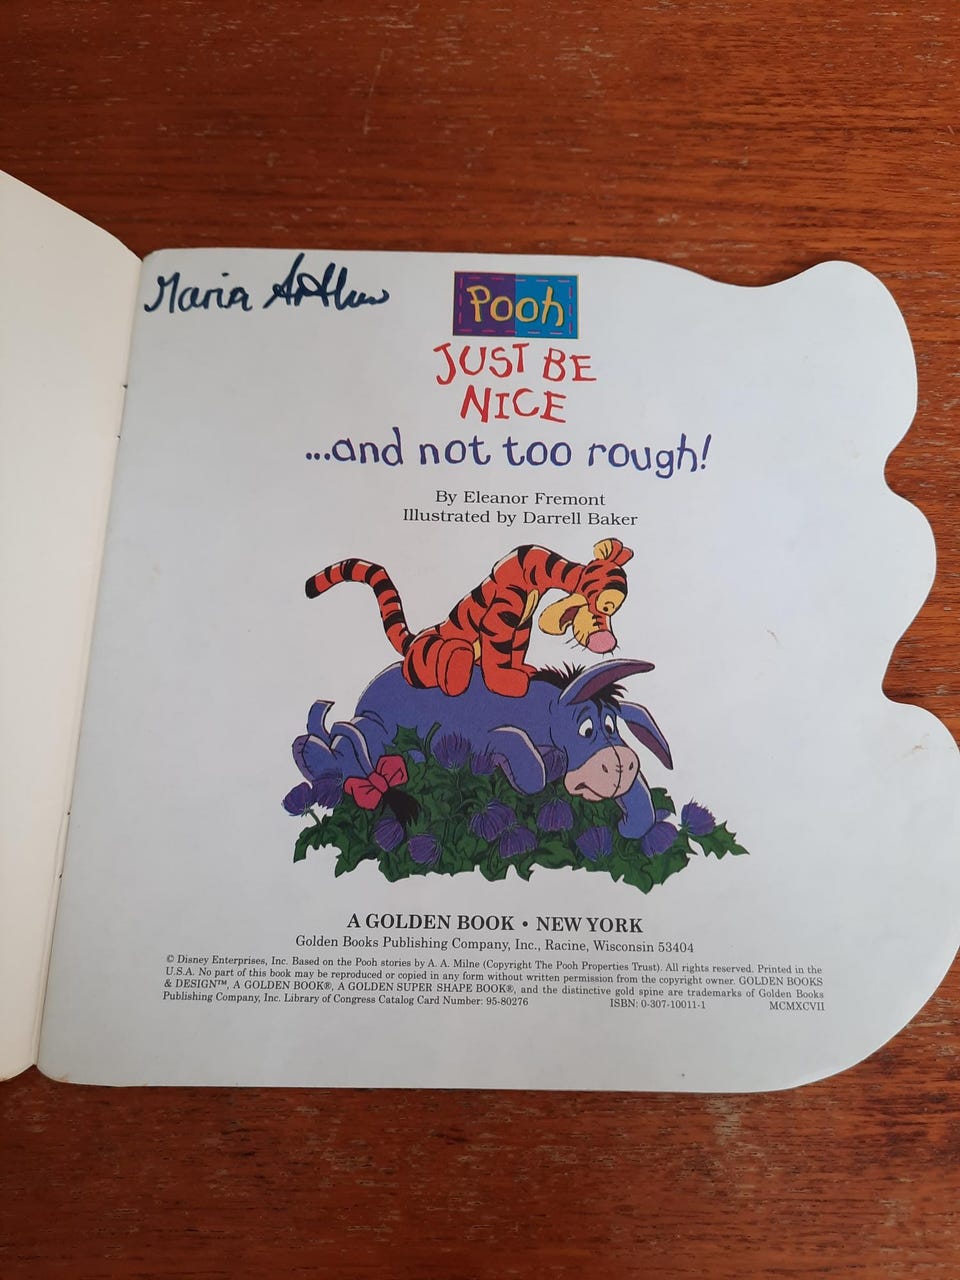 Maria Arthur
Pooh
JUST BE
NICE
...and not too rough!
By Eleanor Fremont
Illustrated by Darrell Baker
A GOLDEN BOOK • NEW YORK
Golden Books Publishing Company, Inc., Racine, Wisconsin 53404
© Disney Enterprises, Inc. Based on the Pooh stories by A. A. Milne (Copyright The Pooh Properties Trust). All rights reserved. Printed in the
U.S.A. No part of this book may be reproduced or copied in any form without written permission from the copyright owner. GOLDEN BOOKS
& DESIGN™, A GOLDEN BOOK®, A GOLDEN SUPER SHAPE BOOK®, and the distinctive gold spine are trademarks of Golden Books
Publishing Company, Inc. Library of Congress Catalog Card Number: 95-80276 ISBN: 0-307-10011-1 MCMXCVII